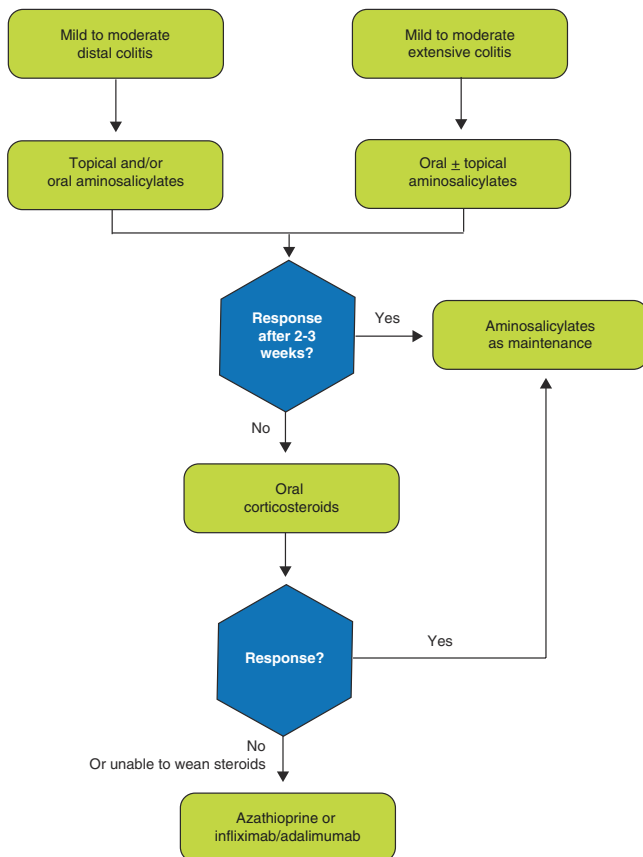 Mild to moderate
distal colitis
Mild to moderate
extensive colitis
Topical and/or
oral aminosalicylates
Oral ± topical
aminosalicylates
Response
after 2-3
weeks?
Yes
Aminosalicylates
as maintenance
No
Oral
corticosteroids
Response?
Yes
No
Or unable to wean steroids
Azathioprine or
infliximab/adalimumab